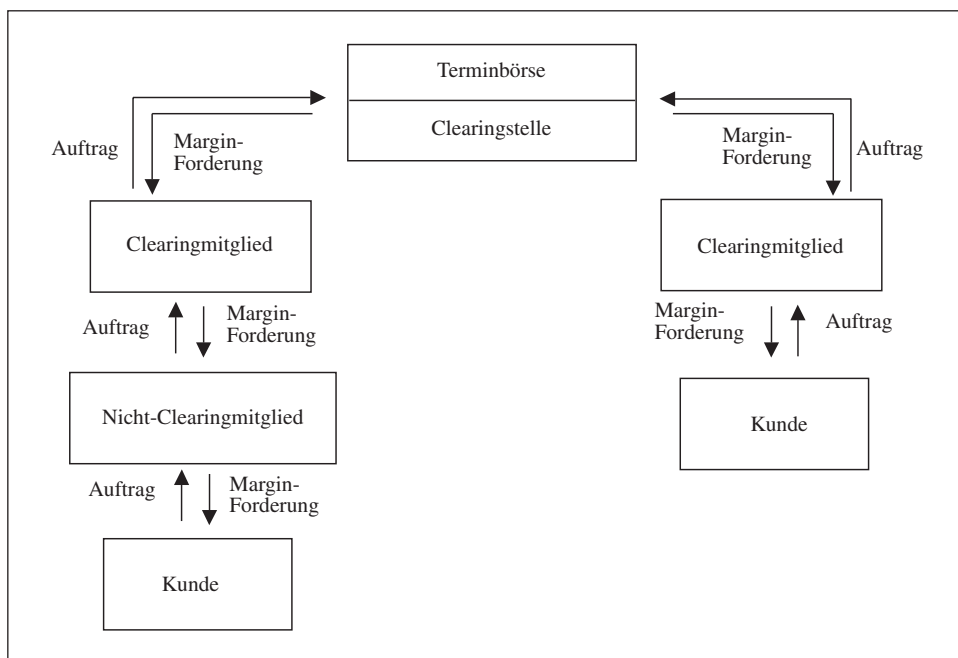 Terminbörse
Clearingstelle
Auftrag
Margin-
Forderung
Margin-
Forderung
Auftrag
Clearingmitglied
Clearingmitglied
Auftrag
Margin-
Forderung
Margin-
Forderung
Auftrag
Nicht-Clearingmitglied
Kunde
Auftrag
Margin-
Forderung
Kunde